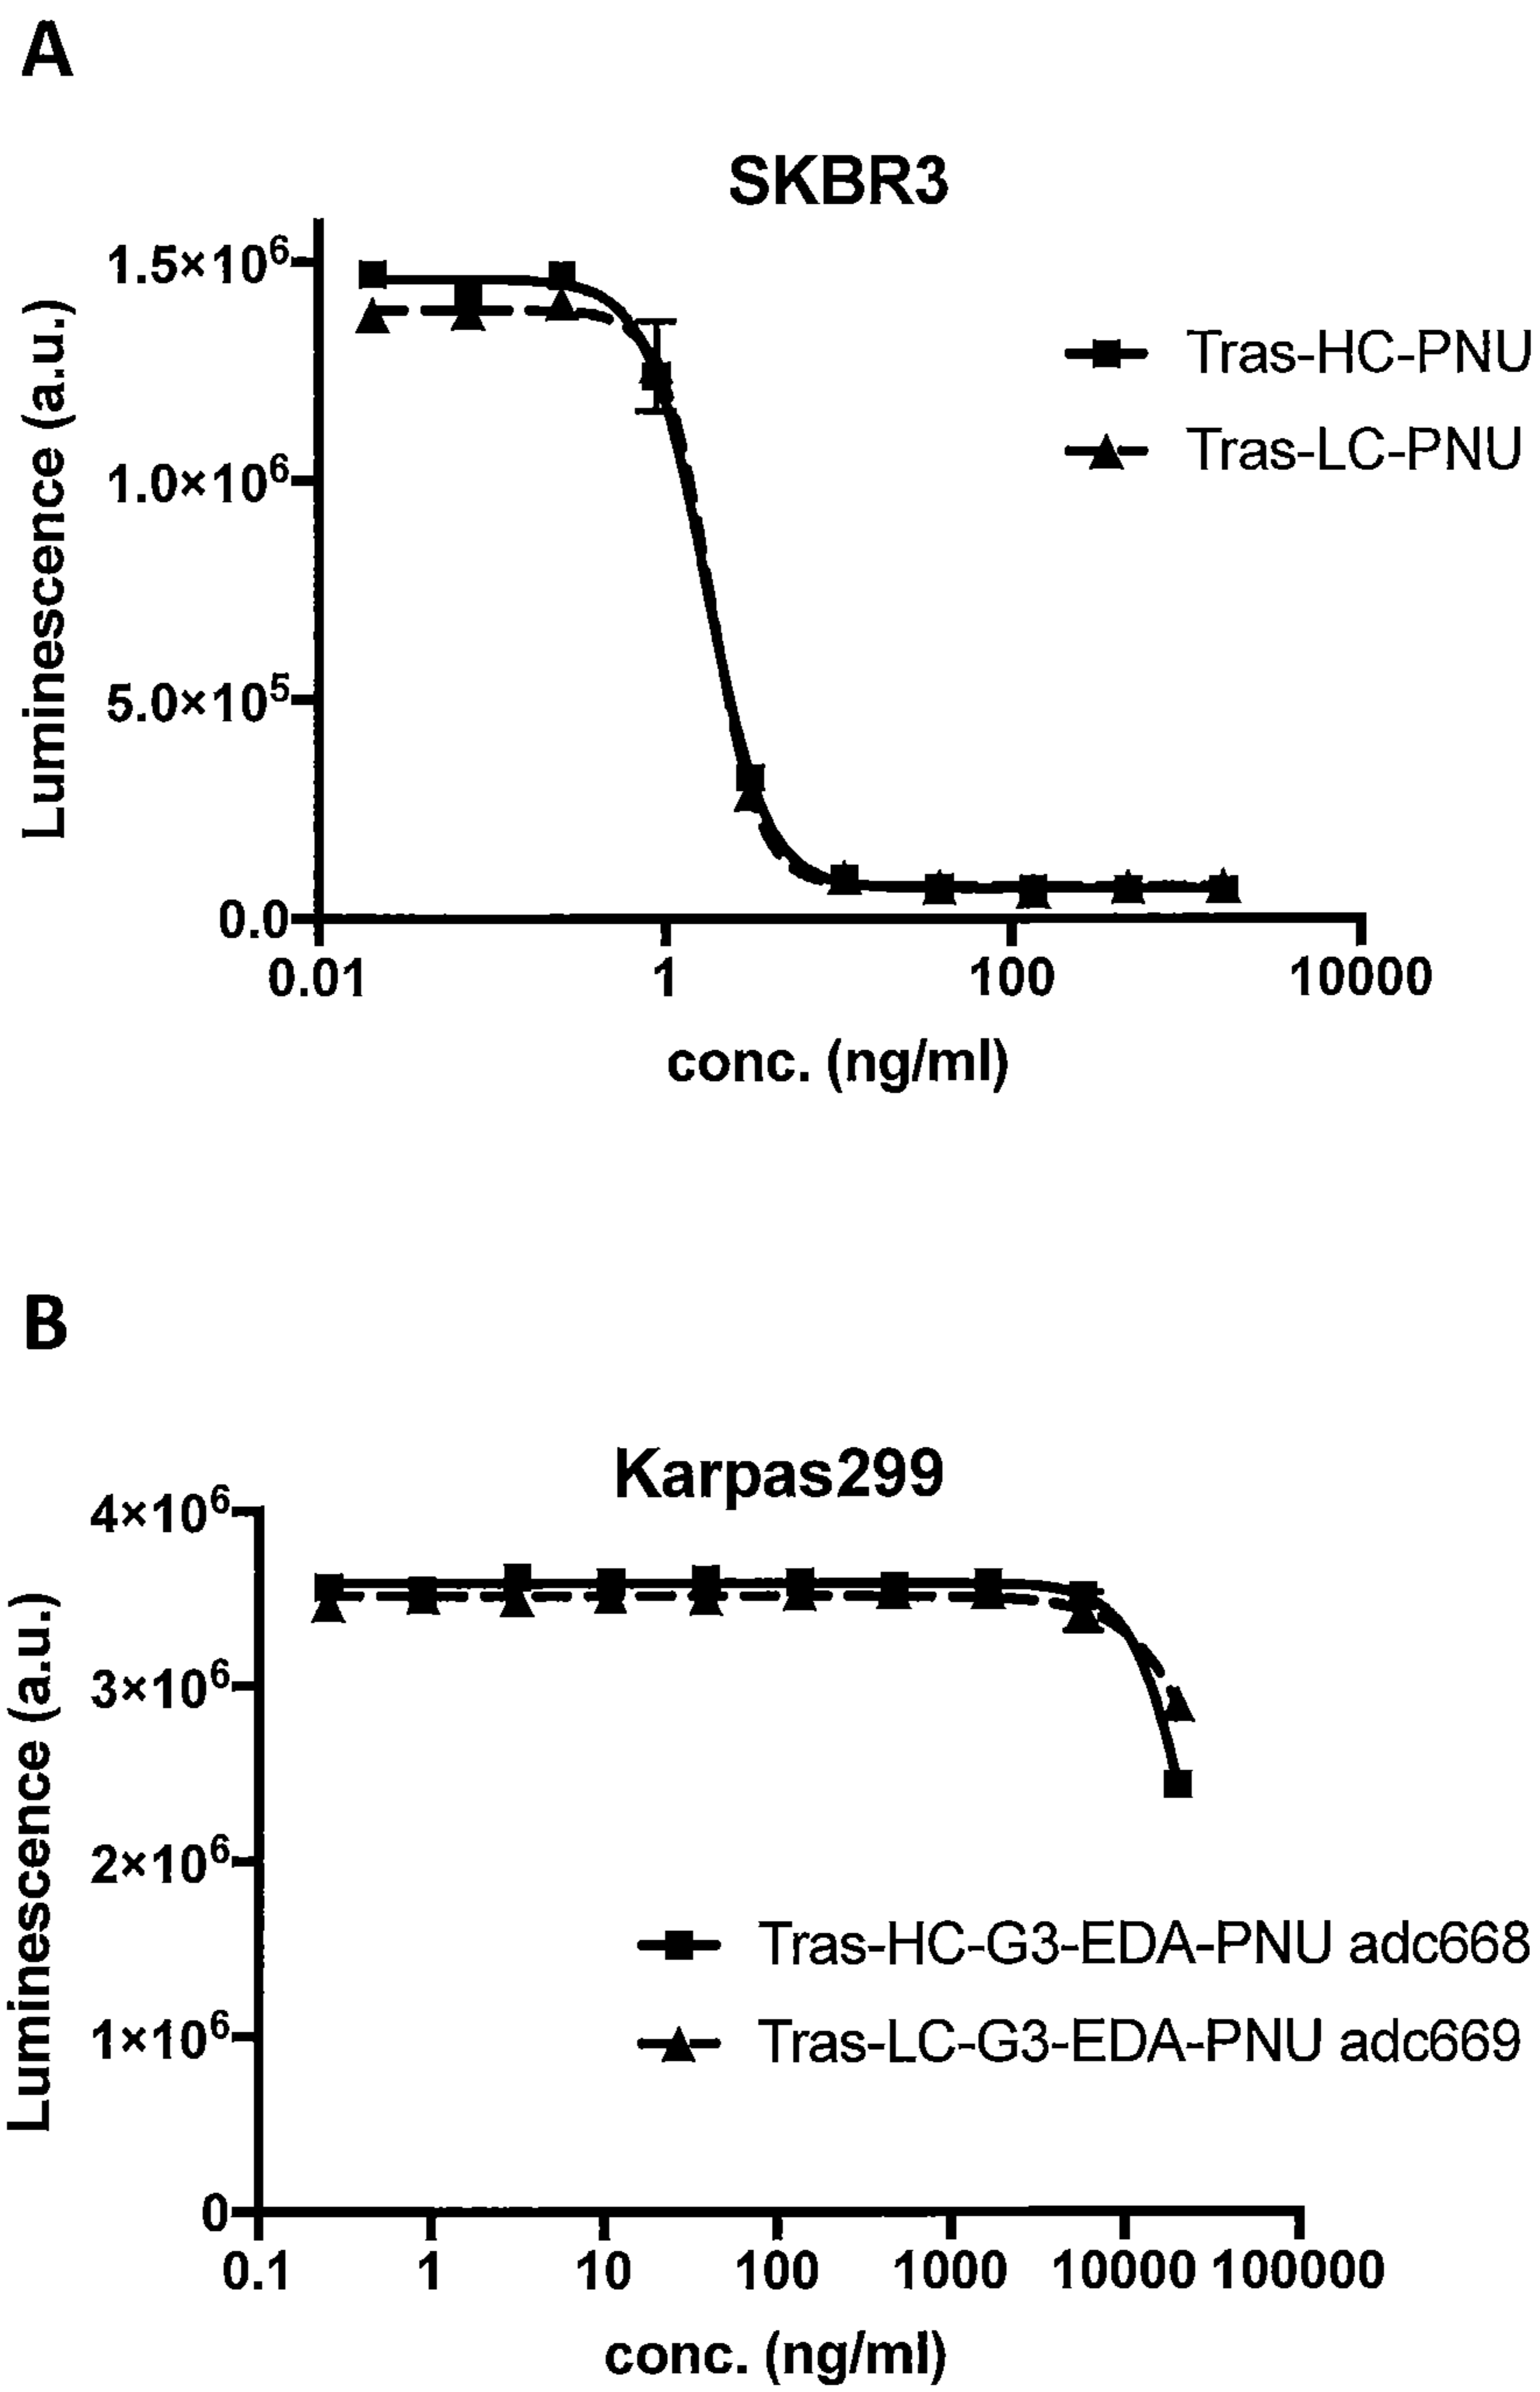 A
SKBR3
Luminescence (a.u.)
1.5×10⁶
1.0×10⁶
5.0×10⁵
0.0
0.01 1 100 10000
conc. (ng/ml)
Tras-HC-PNU
Tras-LC-PNU
B
Karpas299
Luminescence (a.u.)
4×10⁶
3×10⁶
2×10⁶
1×10⁶
0
0.1 1 10 100 1000 10000 100000
conc. (ng/ml)
Tras-HC-G3-EDA-PNU adc668
Tras-LC-G3-EDA-PNU adc669